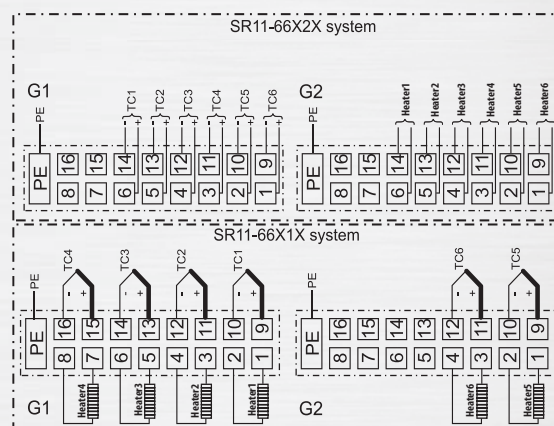 SR11-66X2X system
G1
G2
PE
TC1
TC2
TC3
TC4
TC5
TC6
PE
Heater1
Heater2
Heater3
Heater4
Heater5
Heater6
- + - + - + - + - + - +
PE 16 15 14 13 12 11 10 9
8 7 6 5 4 3 2 1
PE 16 15 14 13 12 11 10 9
8 7 6 5 4 3 2 1
SR11-66X1X system
PE
TC4
TC3
TC2
TC1
PE
TC6
TC5
- + - + - + - +
- + - +
PE 16 15 14 13 12 11 10 9
8 7 6 5 4 3 2 1
PE 16 15 14 13 12 11 10 9
8 7 6 5 4 3 2 1
Heater4
Heater3
Heater2
Heater1
Heater6
Heater5
G1
G2